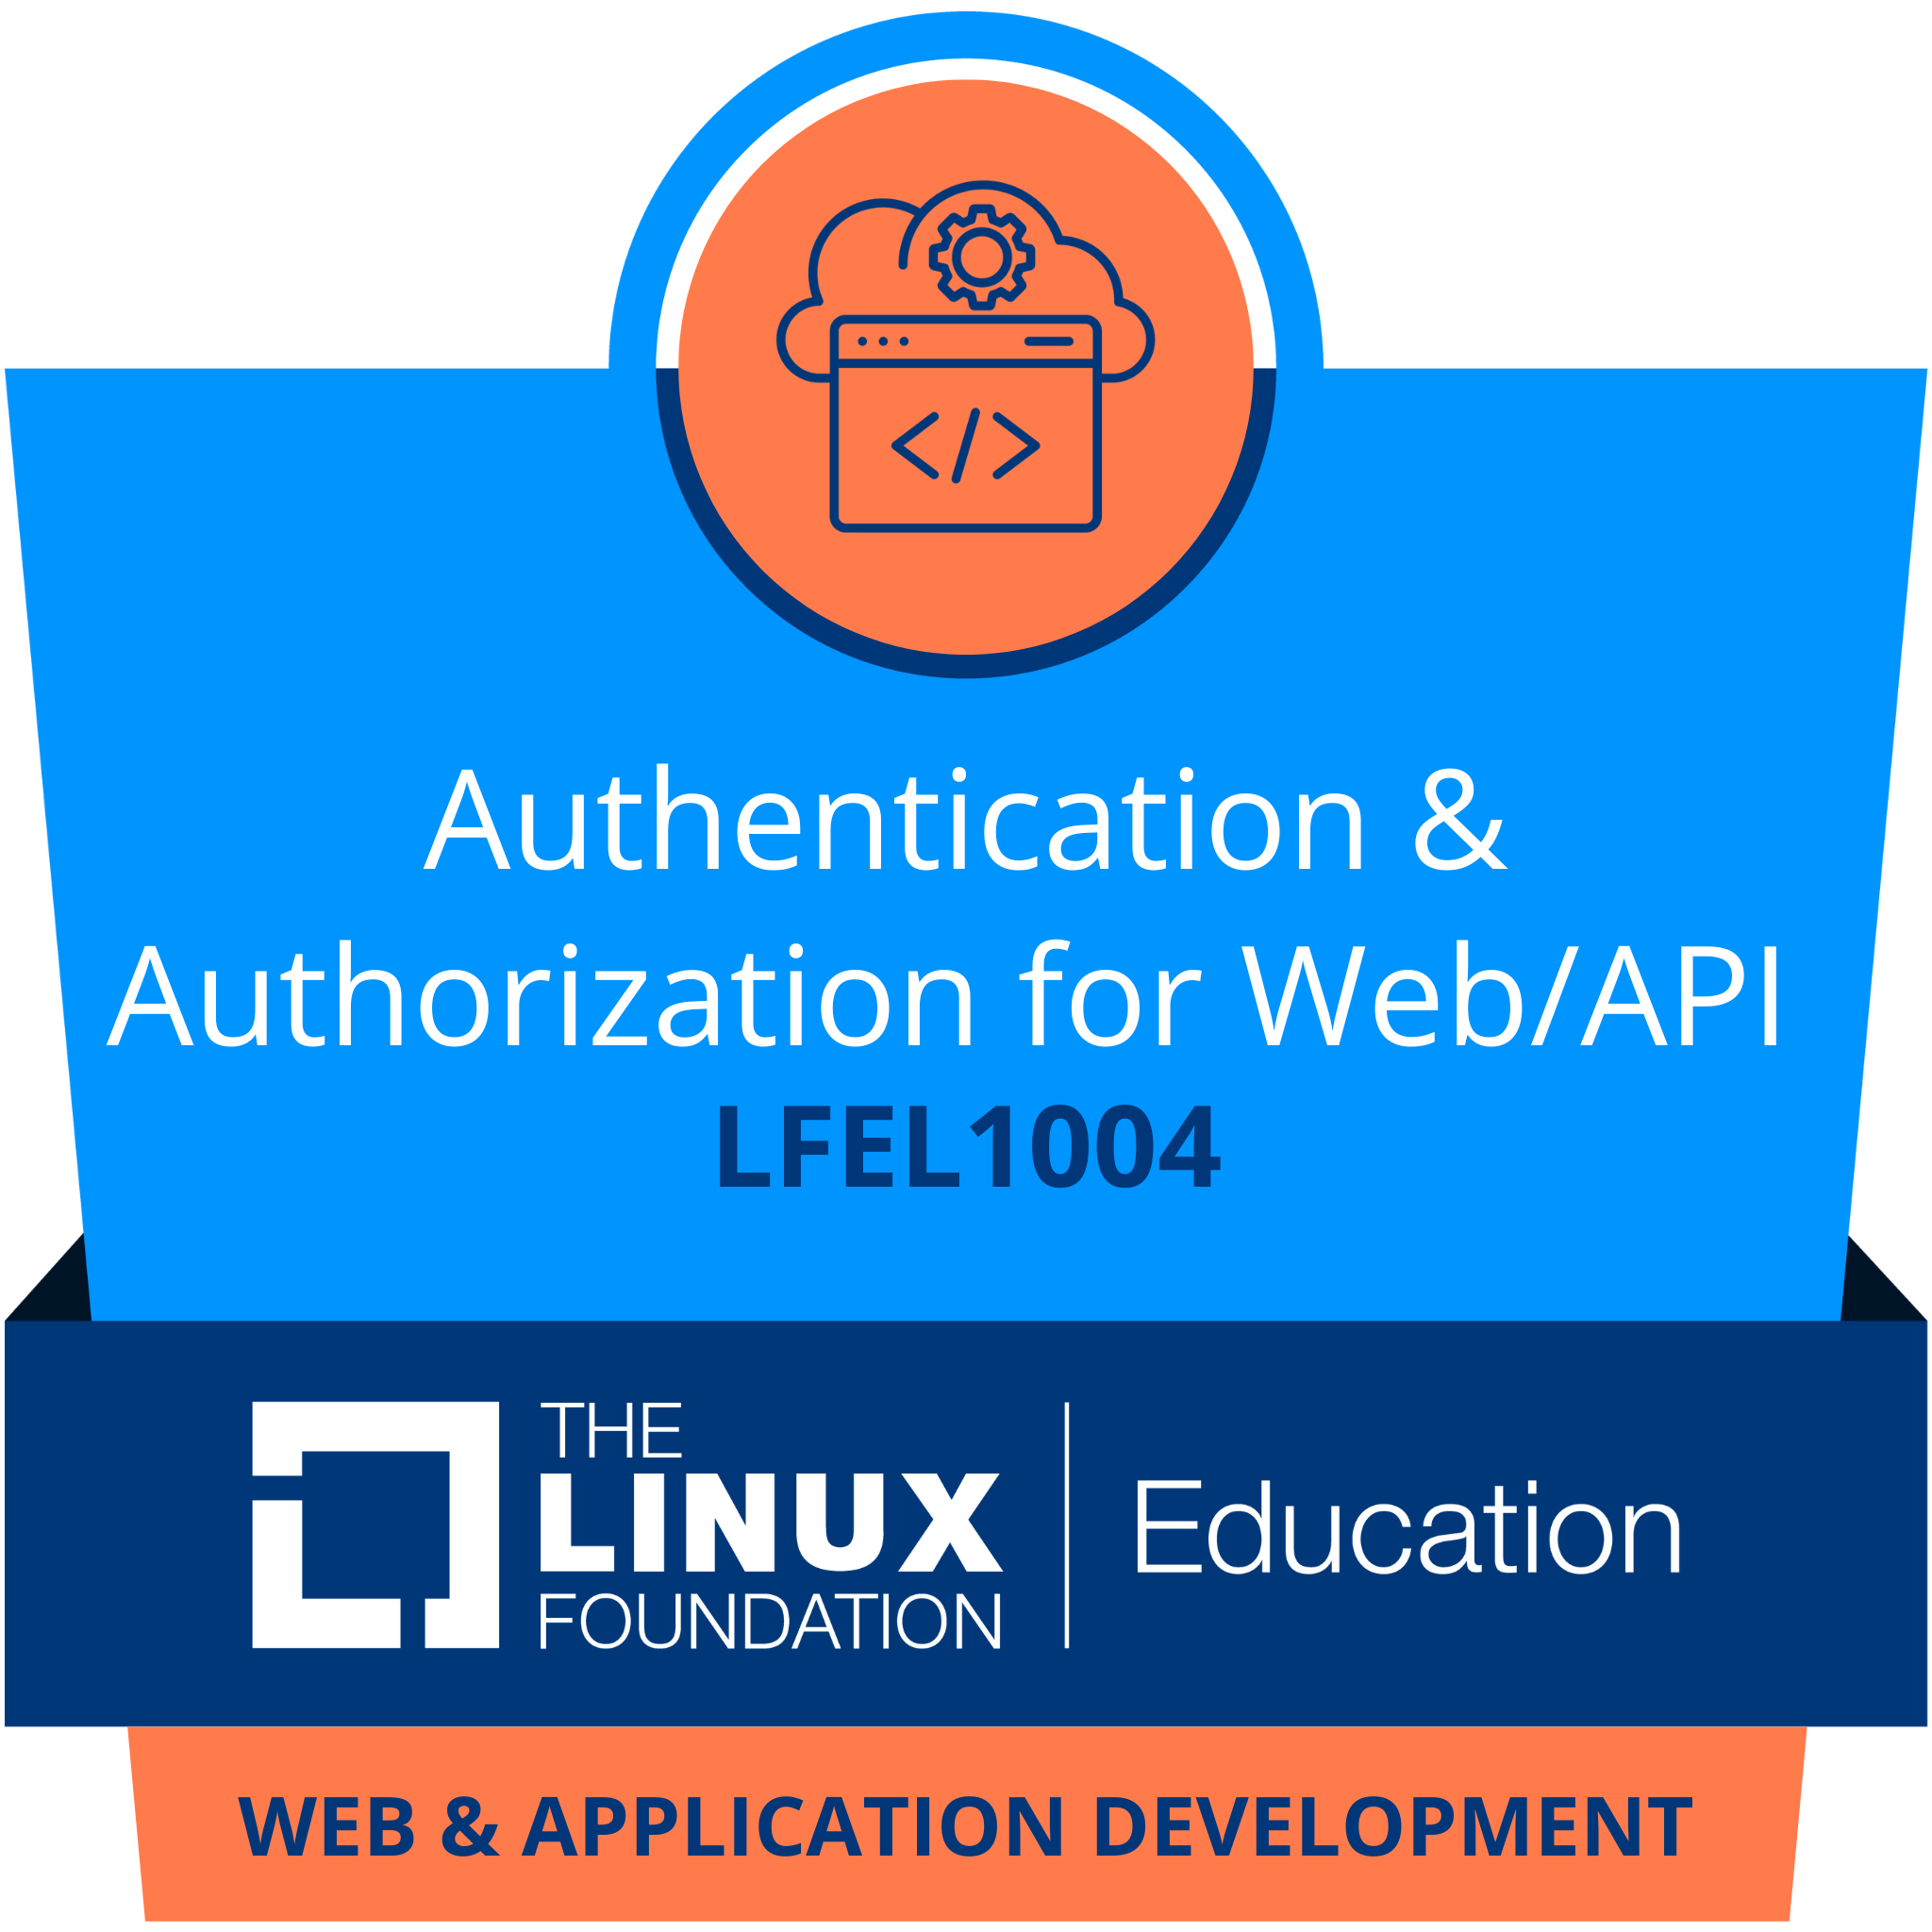 </>
Authentication &
Authorization for Web/API
LFEL1004
THE
LINUX
FOUNDATION
Education
WEB & APPLICATION DEVELOPMENT